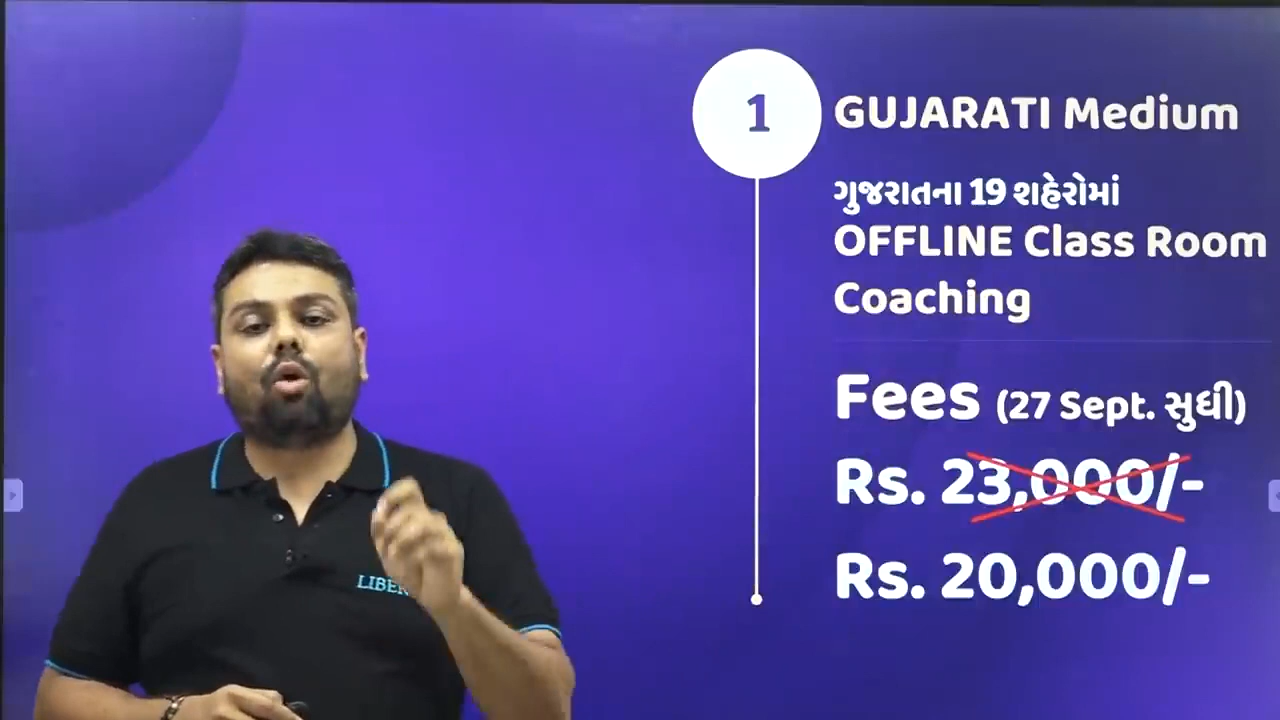 1
GUJARATI Medium
ગુજરાતના 19 શહેરોમાં
OFFLINE Class Room
Coaching
Fees (27 Sept. સુધી)
Rs. 23,000/-
Rs. 20,000/-